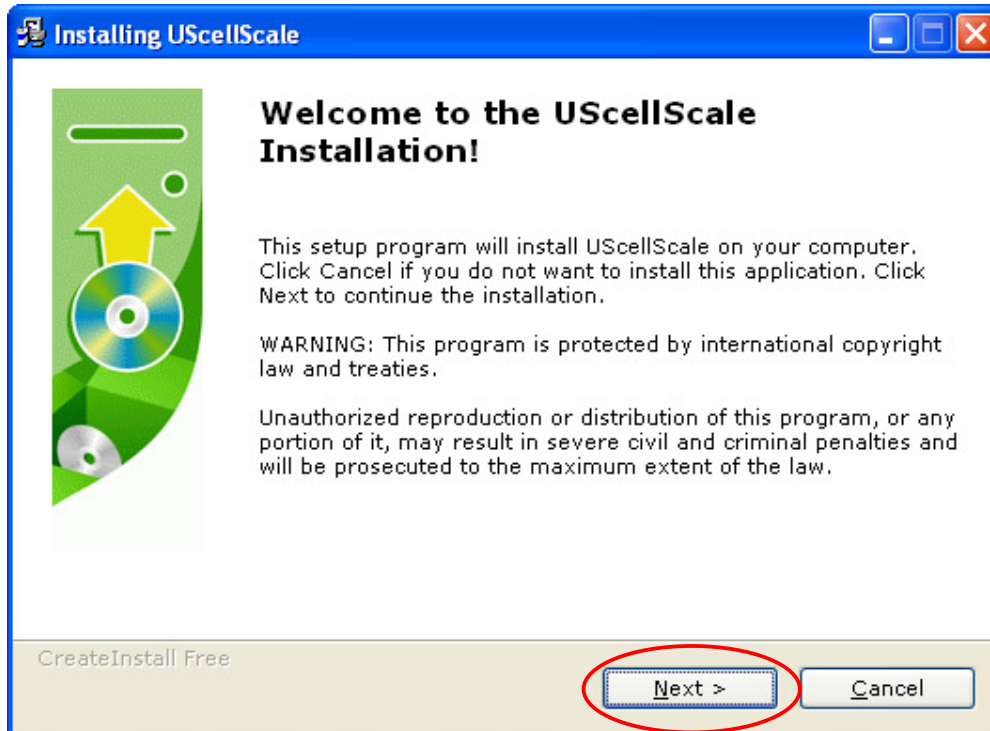 Installing UScellScale
Welcome to the UScellScale
Installation!
This setup program will install UScellScale on your computer.
Click Cancel if you do not want to install this application. Click
Next to continue the installation.
WARNING: This program is protected by international copyright
law and treaties.
Unauthorized reproduction or distribution of this program, or any
portion of it, may result in severe civil and criminal penalties and
will be prosecuted to the maximum extent of the law.
CreateInstall Free
Next >
Cancel